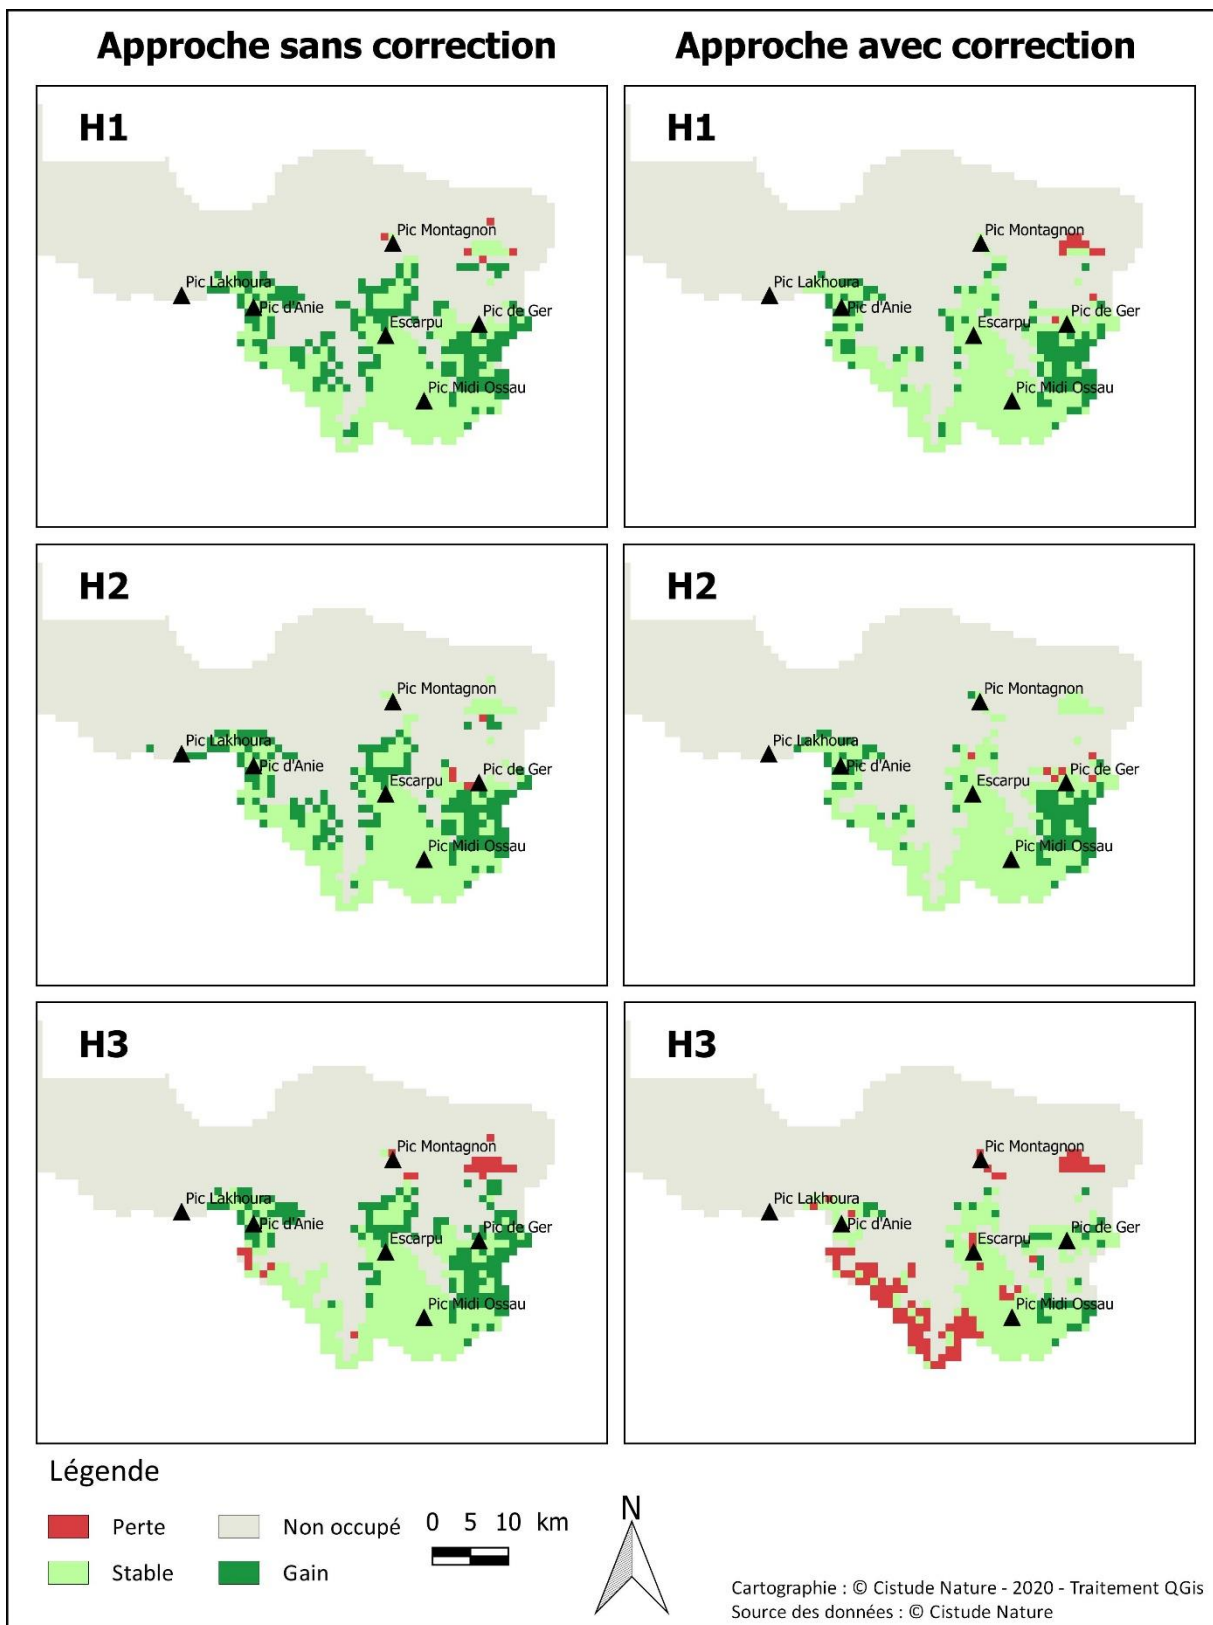 Approche sans correction
Approche avec correction
H1
Pic Montagnon
Pic Lakhoura
Pic d'Anie
Pic de Ger
Escarpu
Pic Midi Ossau
H1
Pic Montagnon
Pic Lakhoura
Pic d'Anie
Pic de Ger
Escarpu
Pic Midi Ossau
H2
Pic Montagnon
Pic Lakhoura
Pic d'Anie
Pic de Ger
Escarpu
Pic Midi Ossau
H2
Pic Montagnon
Pic Lakhoura
Pic d'Anie
Pic de Ger
Escarpu
Pic Midi Ossau
H3
Pic Montagnon
Pic Lakhoura
Pic d'Anie
Pic de Ger
Escarpu
Pic Midi Ossau
H3
Pic Montagnon
Pic Lakhoura
Pic d'Anie
Pic de Ger
Escarpu
Pic Midi Ossau
Légende
Perte
Non occupé
Stable
Gain
0 5 10 km
N
Cartographie : © Cistude Nature - 2020 - Traitement QGis
Source des données : © Cistude Nature